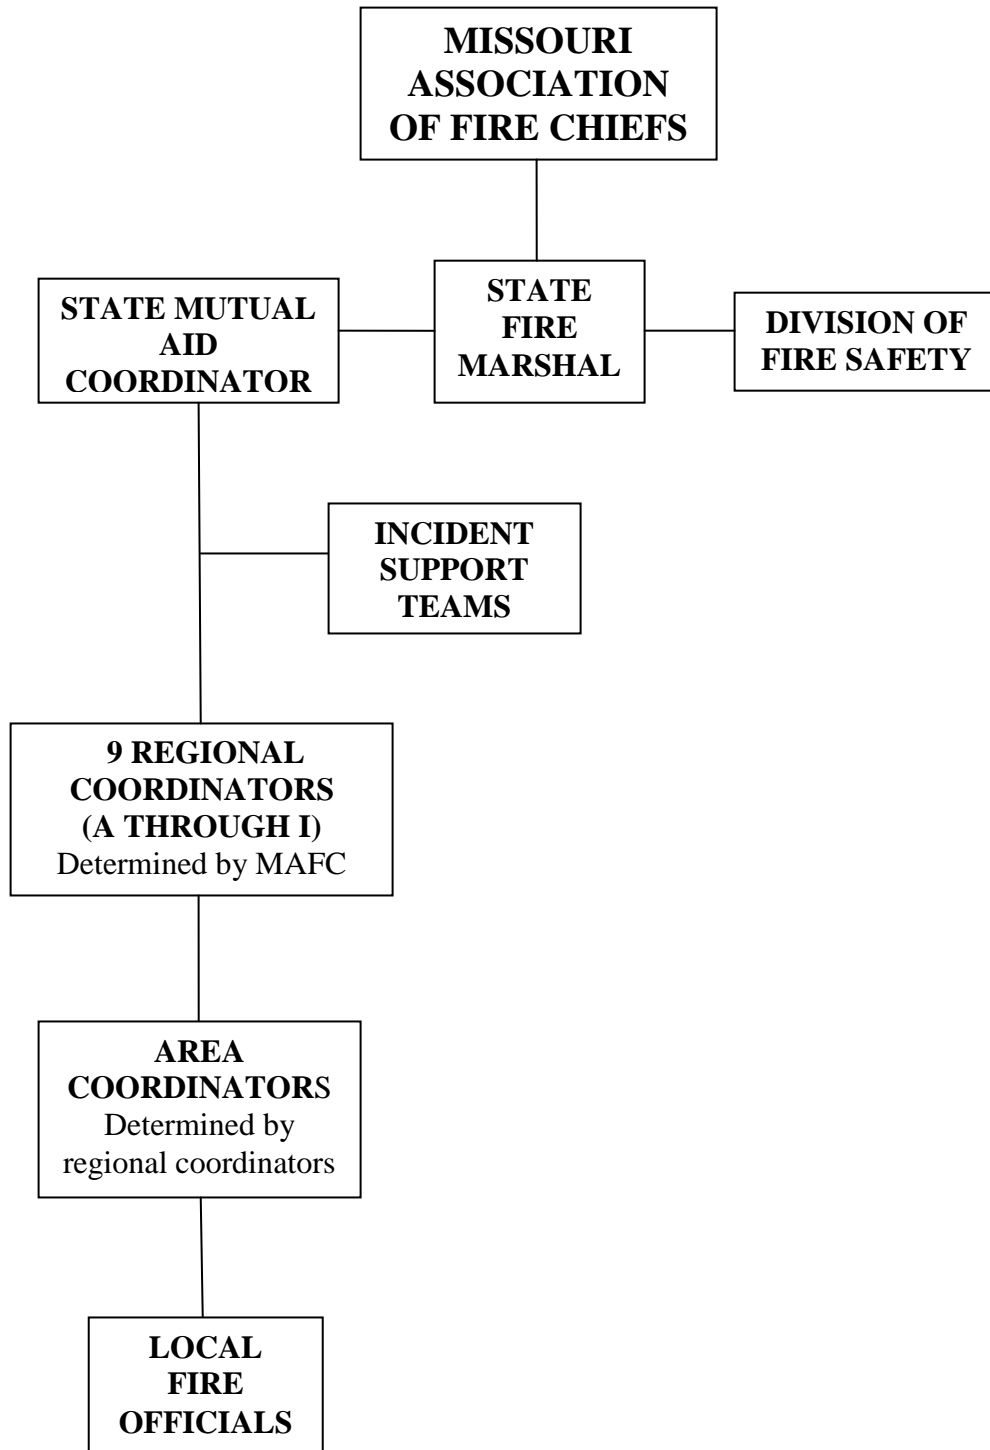 MISSOURI
ASSOCIATION
OF FIRE CHIEFS
STATE
FIRE
MARSHAL
STATE MUTUAL
AID
COORDINATOR
DIVISION OF
FIRE SAFETY
INCIDENT
SUPPORT
TEAMS
9 REGIONAL
COORDINATORS
(A THROUGH I)
Determined by MAFC
AREA
COORDINATORS
Determined by
regional coordinators
LOCAL
FIRE
OFFICIALS